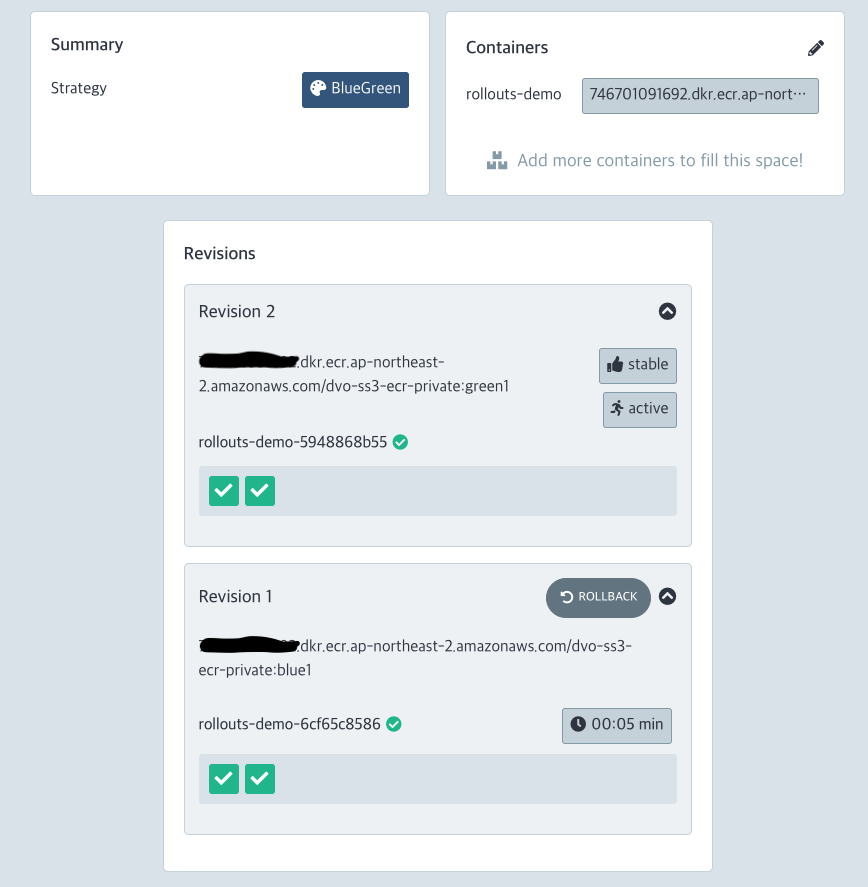 Summary
Strategy
BlueGreen
Containers
rollouts-demo
746701091692.dkr.ecr.ap-nort···
Add more containers to fill this space!
Revisions
Revision 2
.dkr.ecr.ap-northeast-
2.amazonaws.com/dvo-ss3-ecr-private:green1
stable
active
rollouts-demo-5948868b55
Revision 1
ROLLBACK
.dkr.ecr.ap-northeast-2.amazonaws.com/dvo-ss3-
ecr-private:blue1
rollouts-demo-6cf65c8586
00:05 min